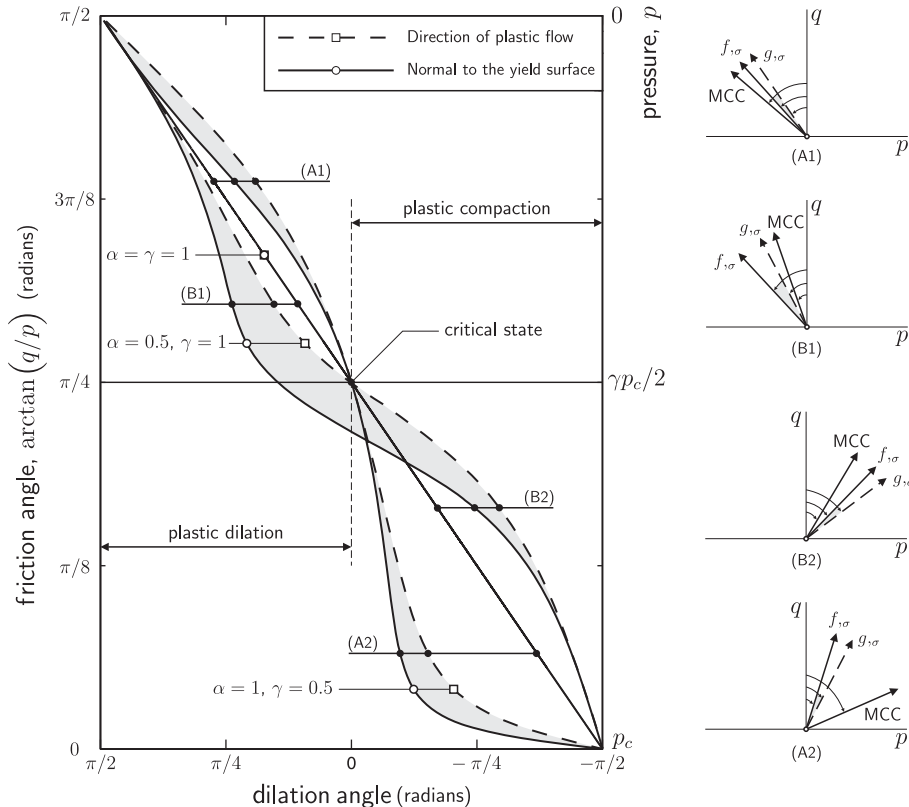 π/2
3π/8
π/4
π/8
0
friction angle, arctan(q/p) (radians)
π/2
π/4
0
− π/4
−π/2
dilation angle (radians)
0
pressure, p
γp_c/2
p_c
Direction of plastic flow
Normal to the yield surface
(A1)
plastic compaction
α = γ = 1
(B1)
critical state
α = 0.5, γ = 1
(B2)
plastic dilation
(A2)
α = 1, γ = 0.5
q
f,σ
g,σ
MCC
p
(A1)
q
MCC
g,σ
f,σ
p
(B1)
q
MCC
f,σ
g,σ
p
(B2)
q
f,σ
g,σ
MCC
p
(A2)